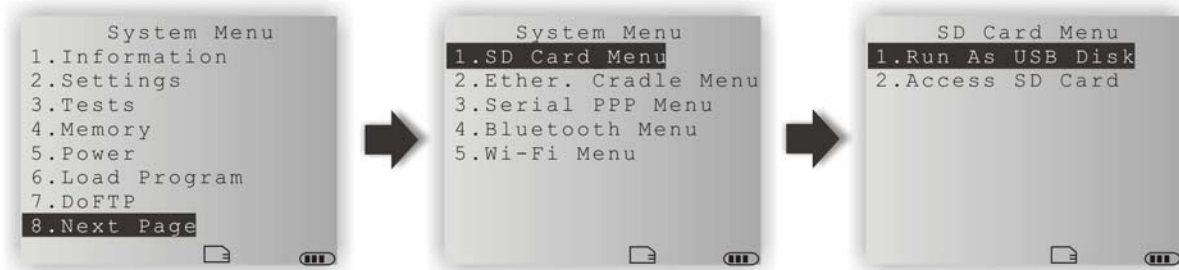 System Menu
1.Information
2.Settings
3.Tests
4.Memory
5.Power
6.Load Program
7.DoFTP
8.Next Page
System Menu
1.SD Card Menu
2.Ether. Cradle Menu
3.Serial PPP Menu
4.Bluetooth Menu
5.Wi-Fi Menu
SD Card Menu
1.Run As USB Disk
2.Access SD Card